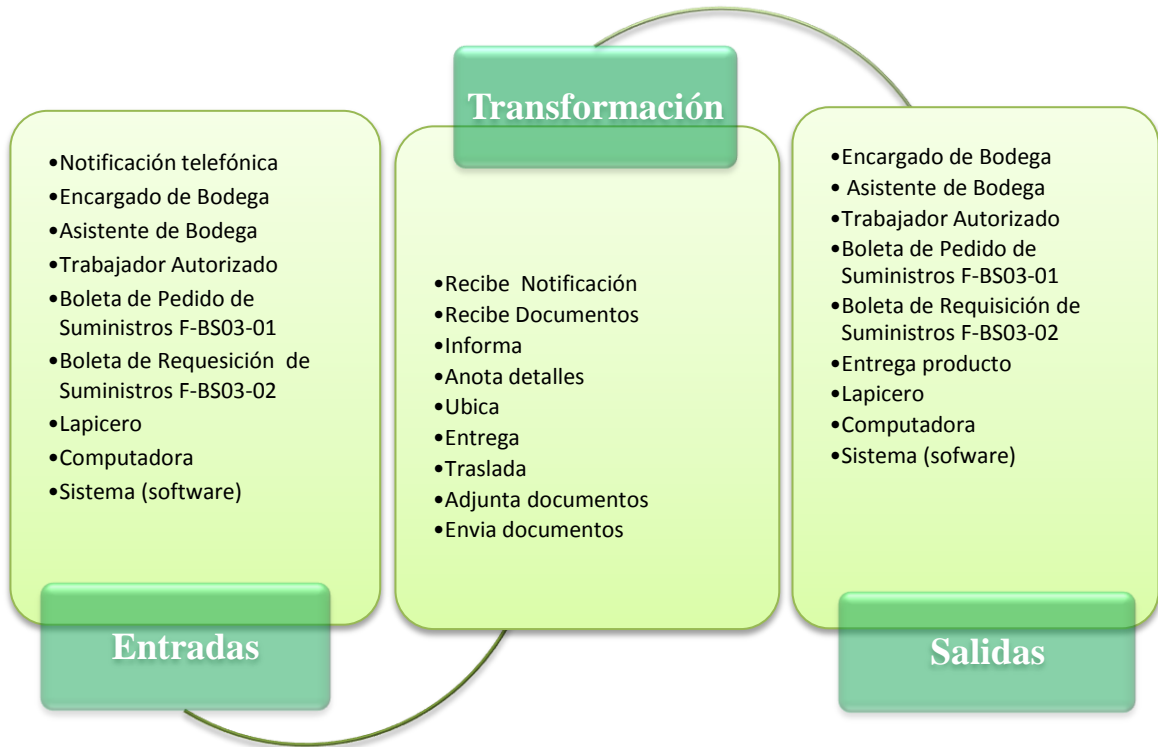 •Notificación telefónica
•Encargado de Bodega
•Asistente de Bodega
•Trabajador Autorizado
•Boleta de Pedido de
Suministros F-BS03-01
•Boleta de Requesición de
Suministros F-BS03-02
•Lapicero
•Computadora
•Sistema (software)
Entradas
Transformación
•Recibe Notificación
•Recibe Documentos
•Informa
•Anota detalles
•Ubica
•Entrega
•Traslada
•Adjunta documentos
•Envia documentos
•Encargado de Bodega
• Asistente de Bodega
•Trabajador Autorizado
•Boleta de Pedido de
Suministros F-BS03-01
•Boleta de Requisición de
Suministros F-BS03-02
•Entrega producto
•Lapicero
•Computadora
•Sistema (sofware)
Salidas